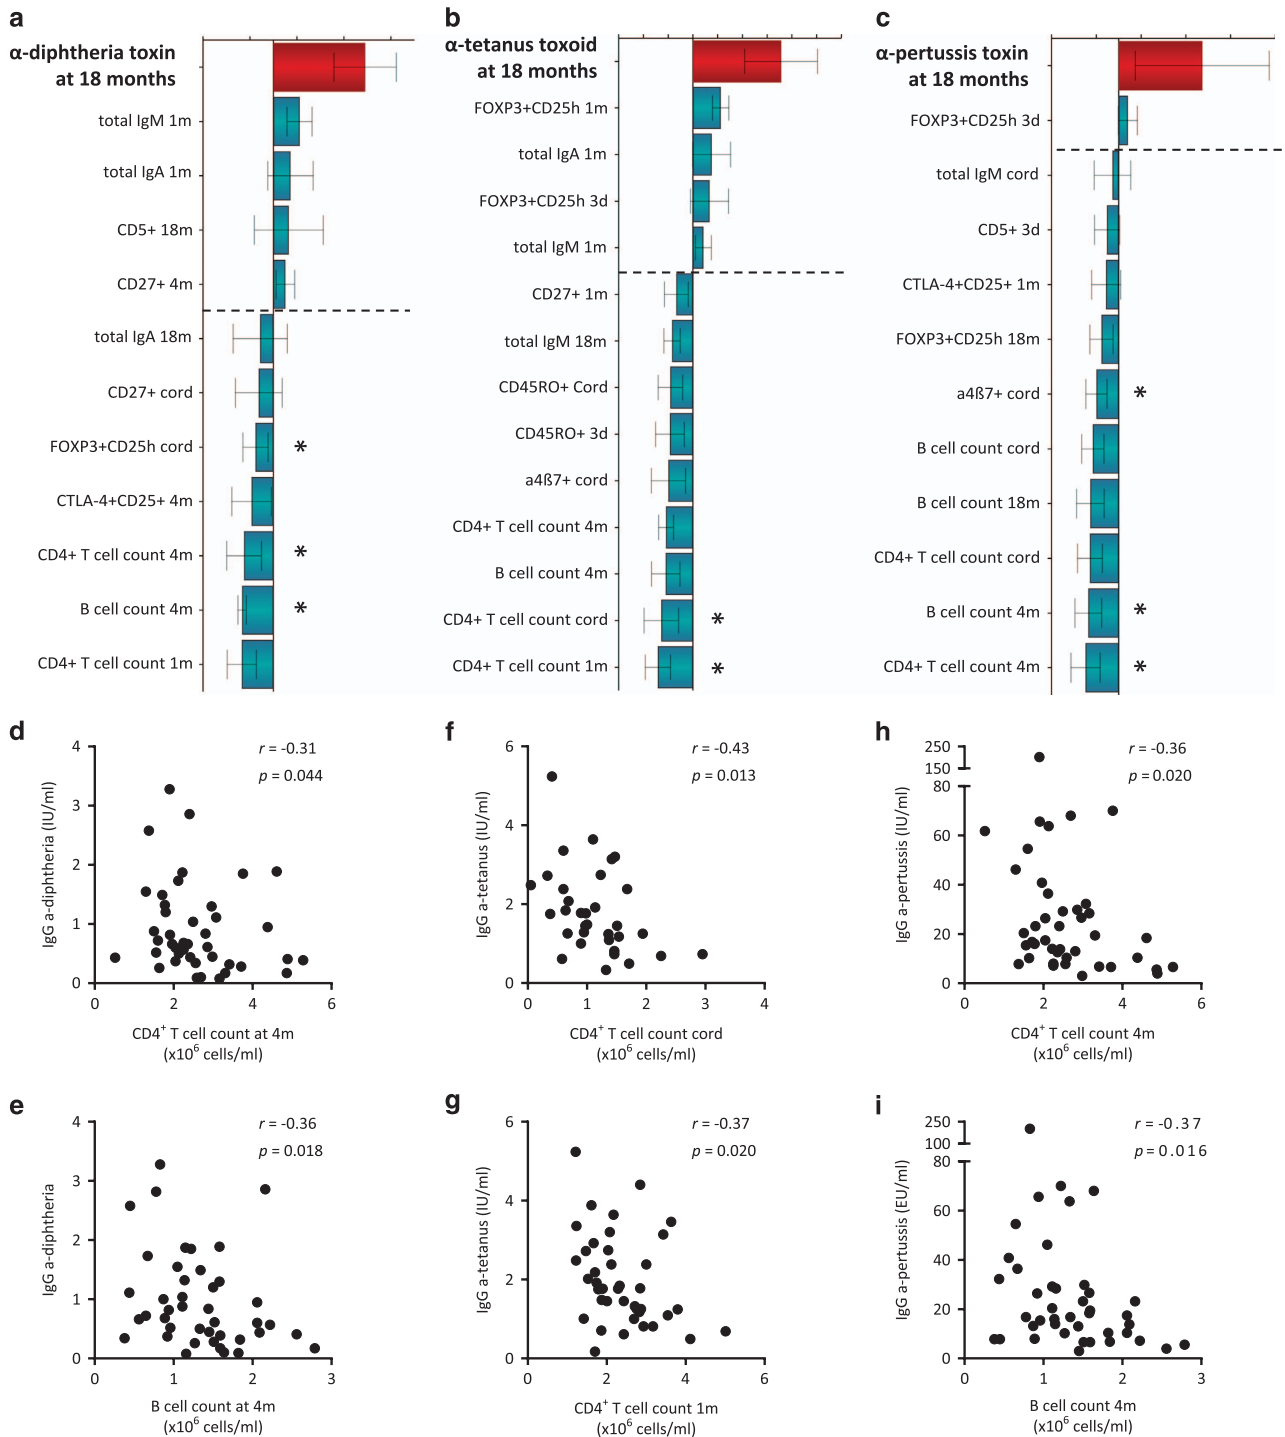 a
α-diphtheria toxin
at 18 months
total IgM 1m
total IgA 1m
CD5+ 18m
CD27+ 4m
total IgA 18m
CD27+ cord
FOXP3+CD25h cord
*
CTLA-4+CD25+ 4m
CD4+ T cell count 4m
*
B cell count 4m
*
CD4+ T cell count 1m
b
α-tetanus toxoid
at 18 months
FOXP3+CD25h 1m
total IgA 1m
FOXP3+CD25h 3d
total IgM 1m
CD27+ 1m
total IgM 18m
CD45RO+ Cord
CD45RO+ 3d
a4ß7+ cord
CD4+ T cell count 4m
B cell count 4m
CD4+ T cell count cord
*
CD4+ T cell count 1m
*
c
α-pertussis toxin
at 18 months
FOXP3+CD25h 3d
total IgM cord
CD5+ 3d
CTLA-4+CD25+ 1m
FOXP3+CD25h 18m
a4ß7+ cord
*
B cell count cord
B cell count 18m
CD4+ T cell count cord
B cell count 4m
*
CD4+ T cell count 4m
*
d
r = -0.31
p = 0.044
IgG a-diphtheria (IU/ml)
4
3
2
1
0
0 2 4 6
CD4+ T cell count at 4m
(x10⁶ cells/ml)
f
r = -0.43
p = 0.013
IgG a-tetanus (IU/ml)
6
4
2
0
0 1 2 3 4
CD4⁺ T cell count cord
(x10⁶ cells/ml)
h
r = -0.36
p = 0.020
IgG a-pertussis (IU/ml)
250
150
80
60
40
20
0
0 2 4 6
CD4⁺ T cell count 4m
(x10⁶ cells/ml)
e
r = -0.36
p = 0.018
IgG a-diphtheria
4
3
2
1
0
0 1 2 3
B cell count at 4m
(x10⁶ cells/ml)
g
r = -0.37
p = 0.020
IgG a-tetanus (IU/ml)
6
4
2
0
0 2 4 6
CD4⁺ T cell count 1m
(x10⁶ cells/ml)
i
r = -0.37
p = 0.016
IgG a-pertussis (EU/ml)
250
100
80
60
40
20
0
0 1 2 3
B cell count 4m
(x10⁶ cells/ml)